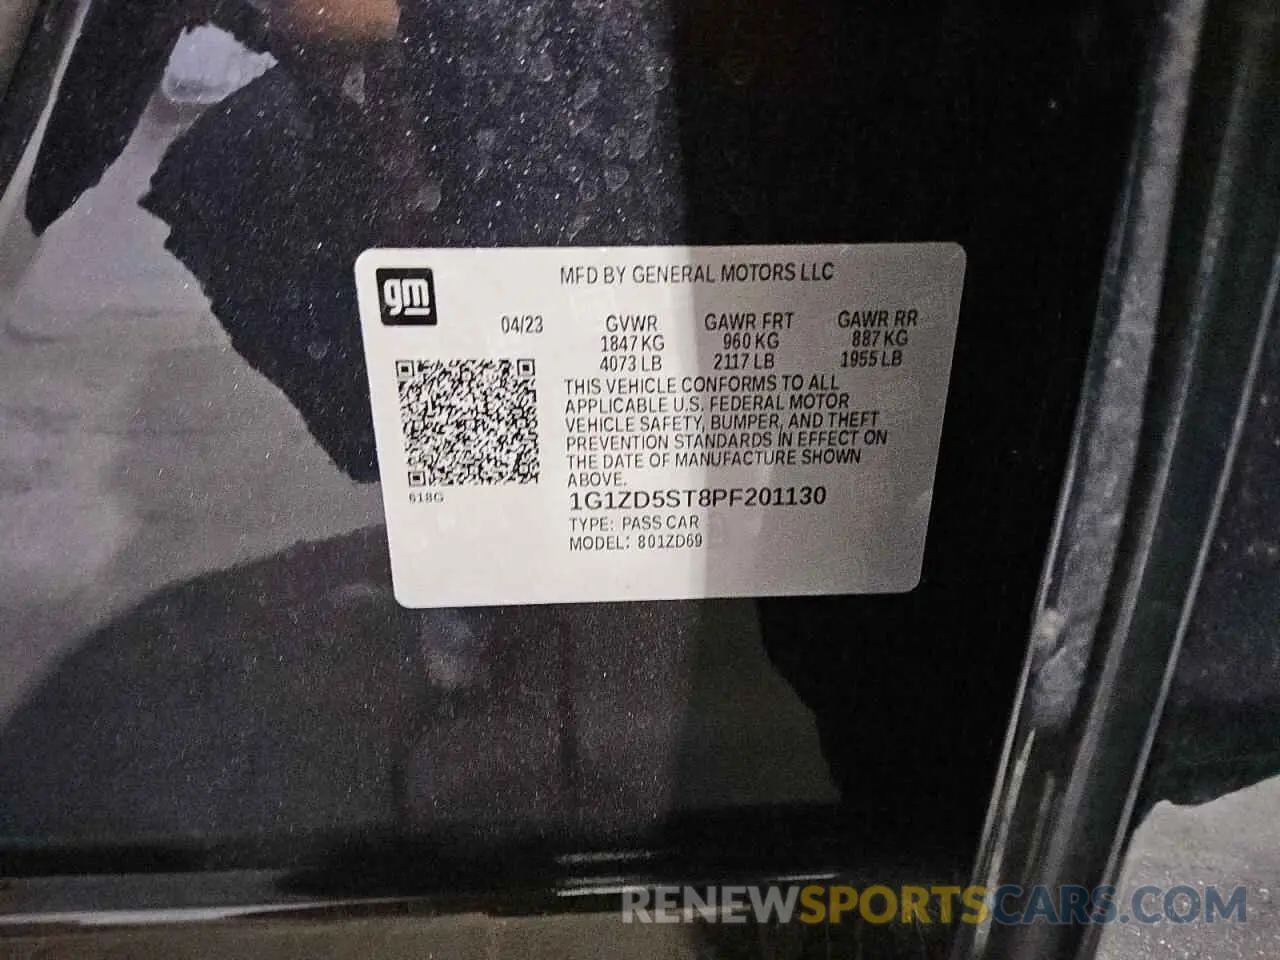 MFD BY GENERAL MOTORS LLC
gm
04/23 GVWR GAWR FRT GAWR RR
1847 KG 960 KG 887 KG
4073 LB 2117 LB 1955 LB
THIS VEHICLE CONFORMS TO ALL
APPLICABLE U.S. FEDERAL MOTOR
VEHICLE SAFETY, BUMPER, AND THEFT
PREVENTION STANDARDS IN EFFECT ON
THE DATE OF MANUFACTURE SHOWN
ABOVE.
618G
1G1ZD5ST8PF201130
TYPE: PASS CAR
MODEL: 801ZD69
RENEWSPORTSCARS.COM